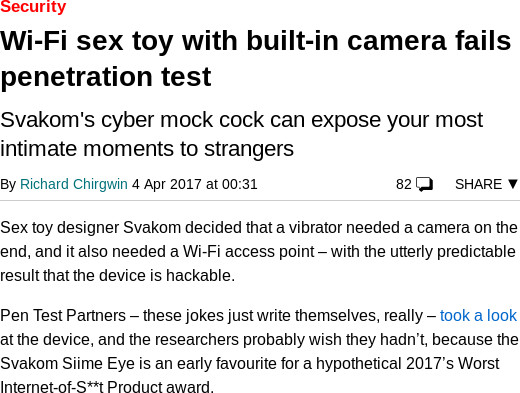 Security
Wi-Fi sex toy with built-in camera fails
penetration test
Svakom's cyber mock cock can expose your most
intimate moments to strangers
By Richard Chirgwin 4 Apr 2017 at 00:31 82 SHARE ▼
Sex toy designer Svakom decided that a vibrator needed a camera on the
end, and it also needed a Wi-Fi access point – with the utterly predictable
result that the device is hackable.
Pen Test Partners – these jokes just write themselves, really – took a look
at the device, and the researchers probably wish they hadn’t, because the
Svakom Siime Eye is an early favourite for a hypothetical 2017’s Worst
Internet-of-S**t Product award.